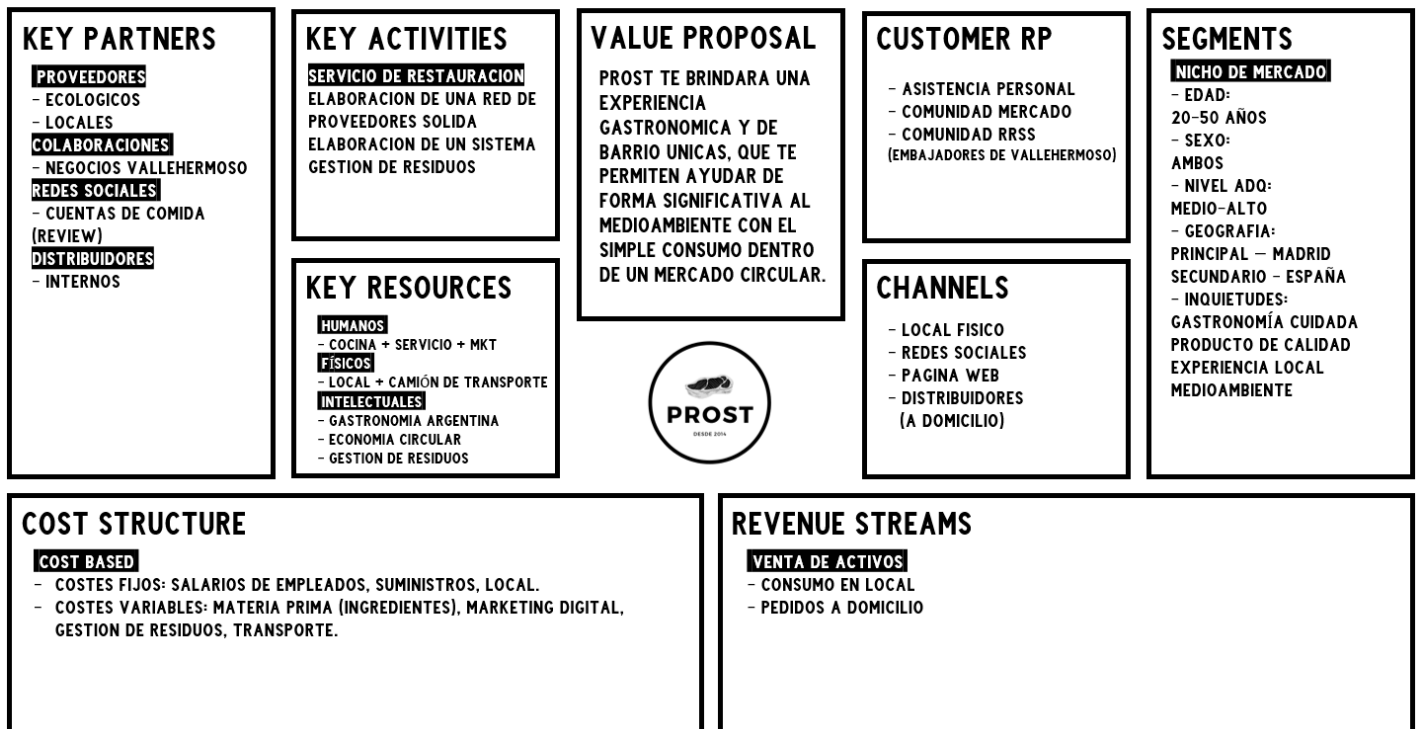 KEY PARTNERS
PROVEEDORES
- ECOLOGICOS
- LOCALES
COLABORACIONES
- NEGOCIOS VALLEHERMOSO
REDES SOCIALES
- CUENTAS DE COMIDA
(REVIEW)
DISTRIBUIDORES
- INTERNOS
KEY ACTIVITIES
SERVICIO DE RESTAURACION
ELABORACION DE UNA RED DE
PROVEEDORES SOLIDA
ELABORACION DE UN SISTEMA
GESTION DE RESIDUOS
KEY RESOURCES
HUMANOS
- COCINA + SERVICIO + MKT
FÍSICOS
- LOCAL + CAMIÓN DE TRANSPORTE
INTELECTUALES
- GASTRONOMIA ARGENTINA
- ECONOMIA CIRCULAR
- GESTION DE RESIDUOS
VALUE PROPOSAL
PROST TE BRINDARA UNA
EXPERIENCIA
GASTRONOMICA Y DE
BARRIO UNICAS, QUE TE
PERMITEN AYUDAR DE
FORMA SIGNIFICATIVA AL
MEDIOAMBIENTE CON EL
SIMPLE CONSUMO DENTRO
DE UN MERCADO CIRCULAR.
PROST
DESDE 2014
CUSTOMER RP
- ASISTENCIA PERSONAL
- COMUNIDAD MERCADO
- COMUNIDAD RRSS
(EMBAJADORES DE VALLEHERMOSO)
CHANNELS
- LOCAL FISICO
- REDES SOCIALES
- PAGINA WEB
- DISTRIBUIDORES
(A DOMICILIO)
SEGMENTS
NICHO DE MERCADO
- EDAD:
20-50 AÑOS
- SEXO:
AMBOS
- NIVEL ADQ:
MEDIO-ALTO
- GEOGRAFIA:
PRINCIPAL — MADRID
SECUNDARIO - ESPAÑA
- INQUIETUDES:
GASTRONOMÍA CUIDADA
PRODUCTO DE CALIDAD
EXPERIENCIA LOCAL
MEDIOAMBIENTE
COST STRUCTURE
COST BASED
- COSTES FIJOS: SALARIOS DE EMPLEADOS, SUMINISTROS, LOCAL.
- COSTES VARIABLES: MATERIA PRIMA (INGREDIENTES), MARKETING DIGITAL,
GESTION DE RESIDUOS, TRANSPORTE.
REVENUE STREAMS
VENTA DE ACTIVOS
- CONSUMO EN LOCAL
- PEDIDOS A DOMICILIO